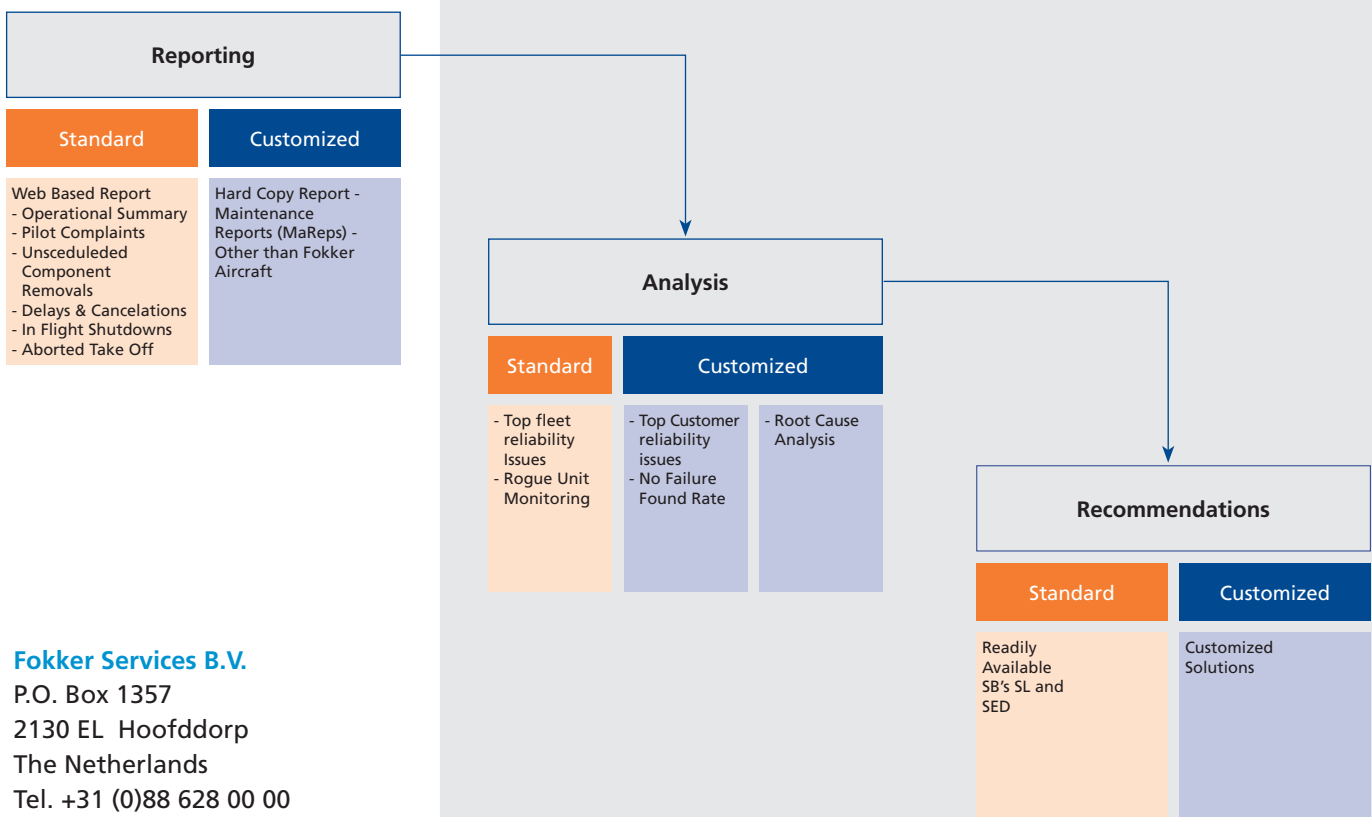 Reporting
Standard
Customized
Web Based Report
- Operational Summary
- Pilot Complaints
- Unsceduleded
Component
Removals
- Delays & Cancelations
- In Flight Shutdowns
- Aborted Take Off
Hard Copy Report -
Maintenance
Reports (MaReps) -
Other than Fokker
Aircraft
Analysis
Standard
Customized
- Top fleet
reliability
Issues
- Rogue Unit
Monitoring
- Top Customer
reliability
issues
- No Failure
Found Rate
- Root Cause
Analysis
Recommendations
Standard
Customized
Readily
Available
SB's SL and
SED
Customized
Solutions
Fokker Services B.V.
P.O. Box 1357
2130 EL Hoofddorp
The Netherlands
Tel. +31 (0)88 628 00 00